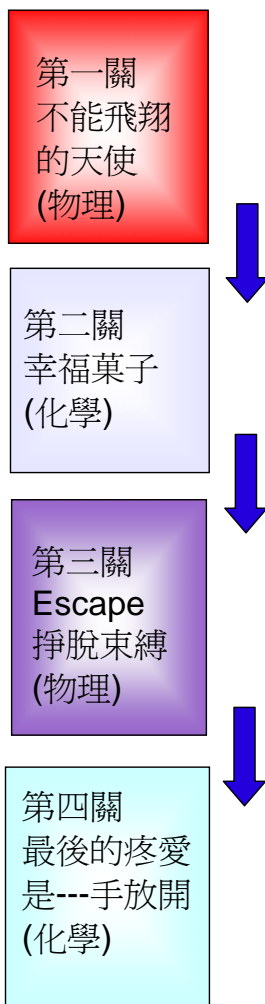 第一關
不能飛翔
的天使
(物理)
第二關
幸福菓子
(化學)
第三關
Escape
掙脫束縛
(物理)
第四關
最後的疼愛
是---手放開
(化學)